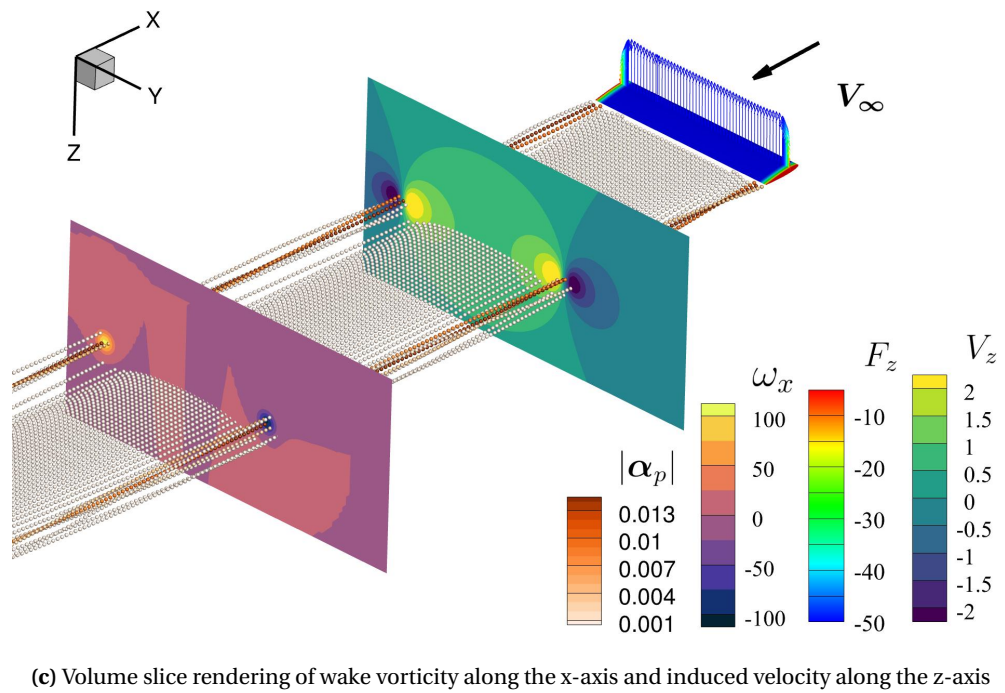 X
Y
Z
V∞
|αp|
0.013
0.01
0.007
0.004
0.001
ωx
100
50
0
-50
-100
Fz
-10
-20
-30
-40
-50
Vz
2
1.5
1
0.5
0
-0.5
-1
-1.5
-2
(c) Volume slice rendering of wake vorticity along the x-axis and induced velocity along the z-axis